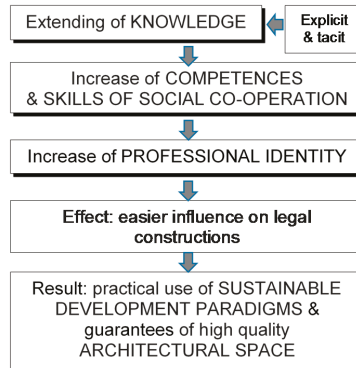 Extending of KNOWLEDGE
Explicit
& tacit
Increase of COMPETENCES
& SKILLS OF SOCIAL CO-OPERATION
Increase of PROFESSIONAL IDENTITY
Effect: easier influence on legal
constructions
Result: practical use of SUSTAINABLE
DEVELOPMENT PARADIGMS &
guarantees of high quality
ARCHITECTURAL SPACE